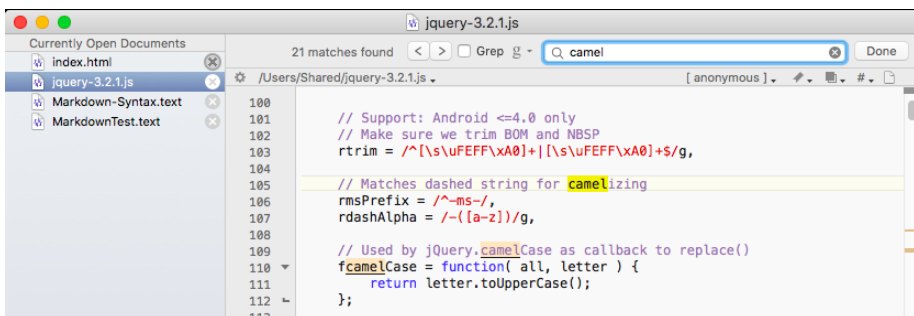 jquery-3.2.1.js
Currently Open Documents
index.html
jquery-3.2.1.js
Markdown-Syntax.text
MarkdownTest.text
21 matches found < > Grep g camel Done
/Users/Shared/jquery-3.2.1.js [ anonymous ] #
100
101 // Support: Android <=4.0 only
102 // Make sure we trim BOM and NBSP
103 rtrim = /^[\s\uFEFF\xA0]+|[\s\uFEFF\xA0]+$/g,
104
105 // Matches dashed string for camelizing
106 rmsPrefix = /^-ms-/,
107 rdashAlpha = /-([a-z])/g,
108
109 // Used by jQuery.camelCase as callback to replace()
110 fcamelCase = function( all, letter ) {
111 return letter.toUpperCase();
112 };